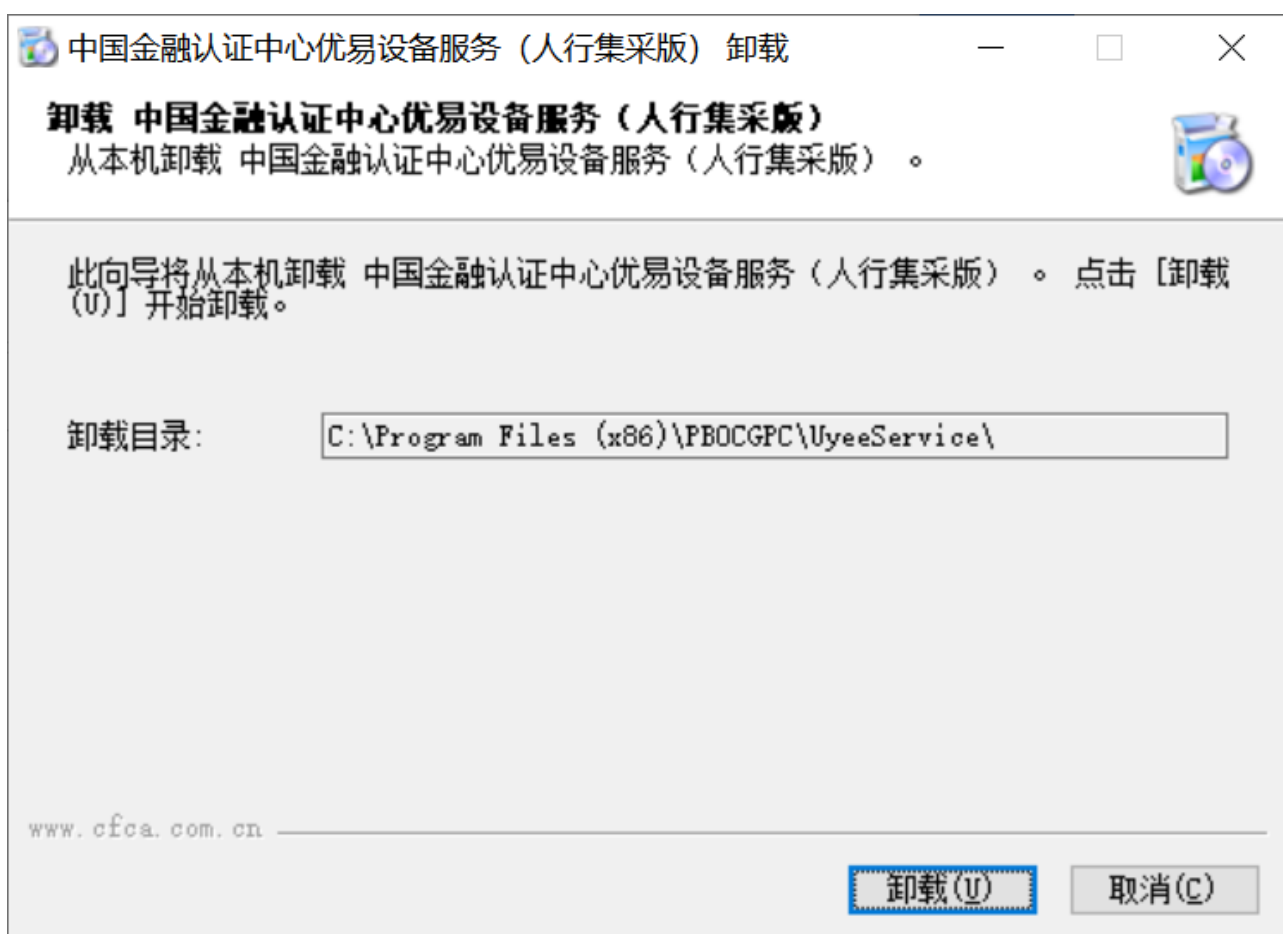 中国金融认证中心优易设备服务（人行集采版） 卸载
卸载 中国金融认证中心优易设备服务（人行集采版）
从本机卸载 中国金融认证中心优易设备服务（人行集采版） 。
此向导将从本机卸载 中国金融认证中心优易设备服务（人行集采版） 。 点击 [卸载
(U)] 开始卸载。
卸载目录: C:\Program Files (x86)\PBOCGPC\UyeeService\
www.cfca.com.cn
卸载(U) 取消(C)